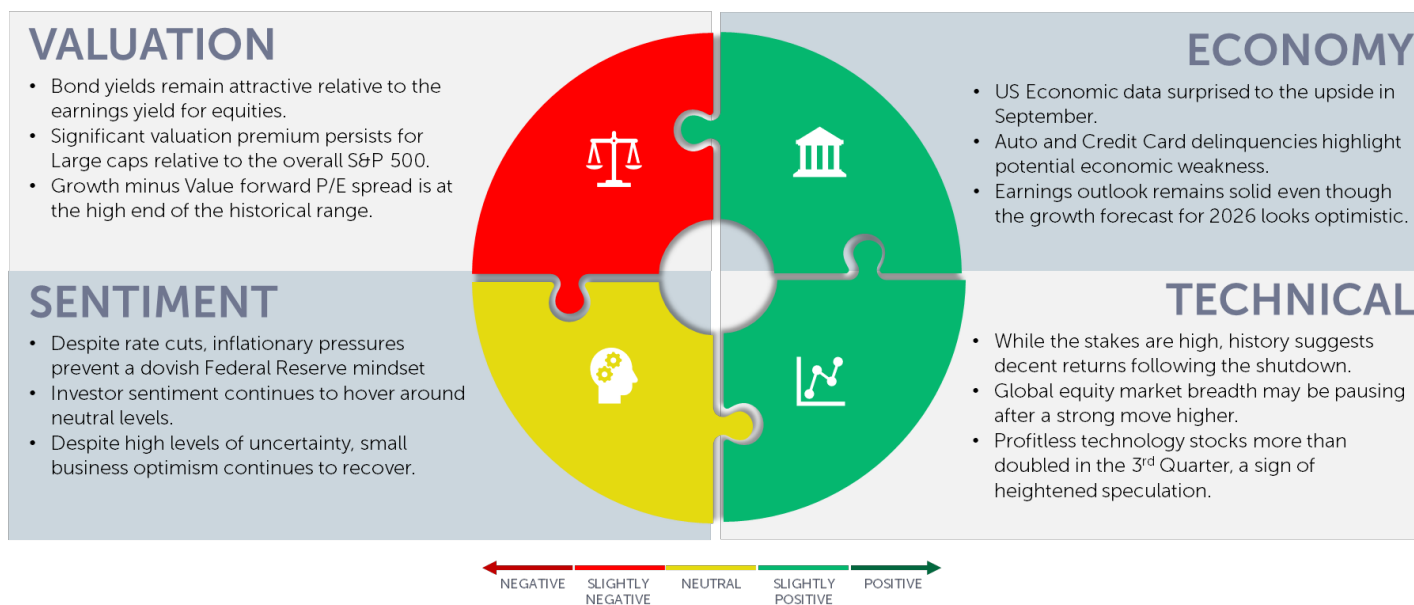 VALUATION
• Bond yields remain attractive relative to the
earnings yield for equities.
• Significant valuation premium persists for
Large caps relative to the overall S&P 500.
• Growth minus Value forward P/E spread is at
the high end of the historical range.
ECONOMY
• US Economic data surprised to the upside in
September.
• Auto and Credit Card delinquencies highlight
potential economic weakness.
• Earnings outlook remains solid even though
the growth forecast for 2026 looks optimistic.
SENTIMENT
• Despite rate cuts, inflationary pressures
prevent a dovish Federal Reserve mindset
• Investor sentiment continues to hover around
neutral levels.
• Despite high levels of uncertainty, small
business optimism continues to recover.
TECHNICAL
• While the stakes are high, history suggests
decent returns following the shutdown.
• Global equity market breadth may be pausing
after a strong move higher.
• Profitless technology stocks more than
doubled in the 3rd Quarter, a sign of
heightened speculation.
NEGATIVE
SLIGHTLY
NEGATIVE
NEUTRAL
SLIGHTLY
POSITIVE
POSITIVE